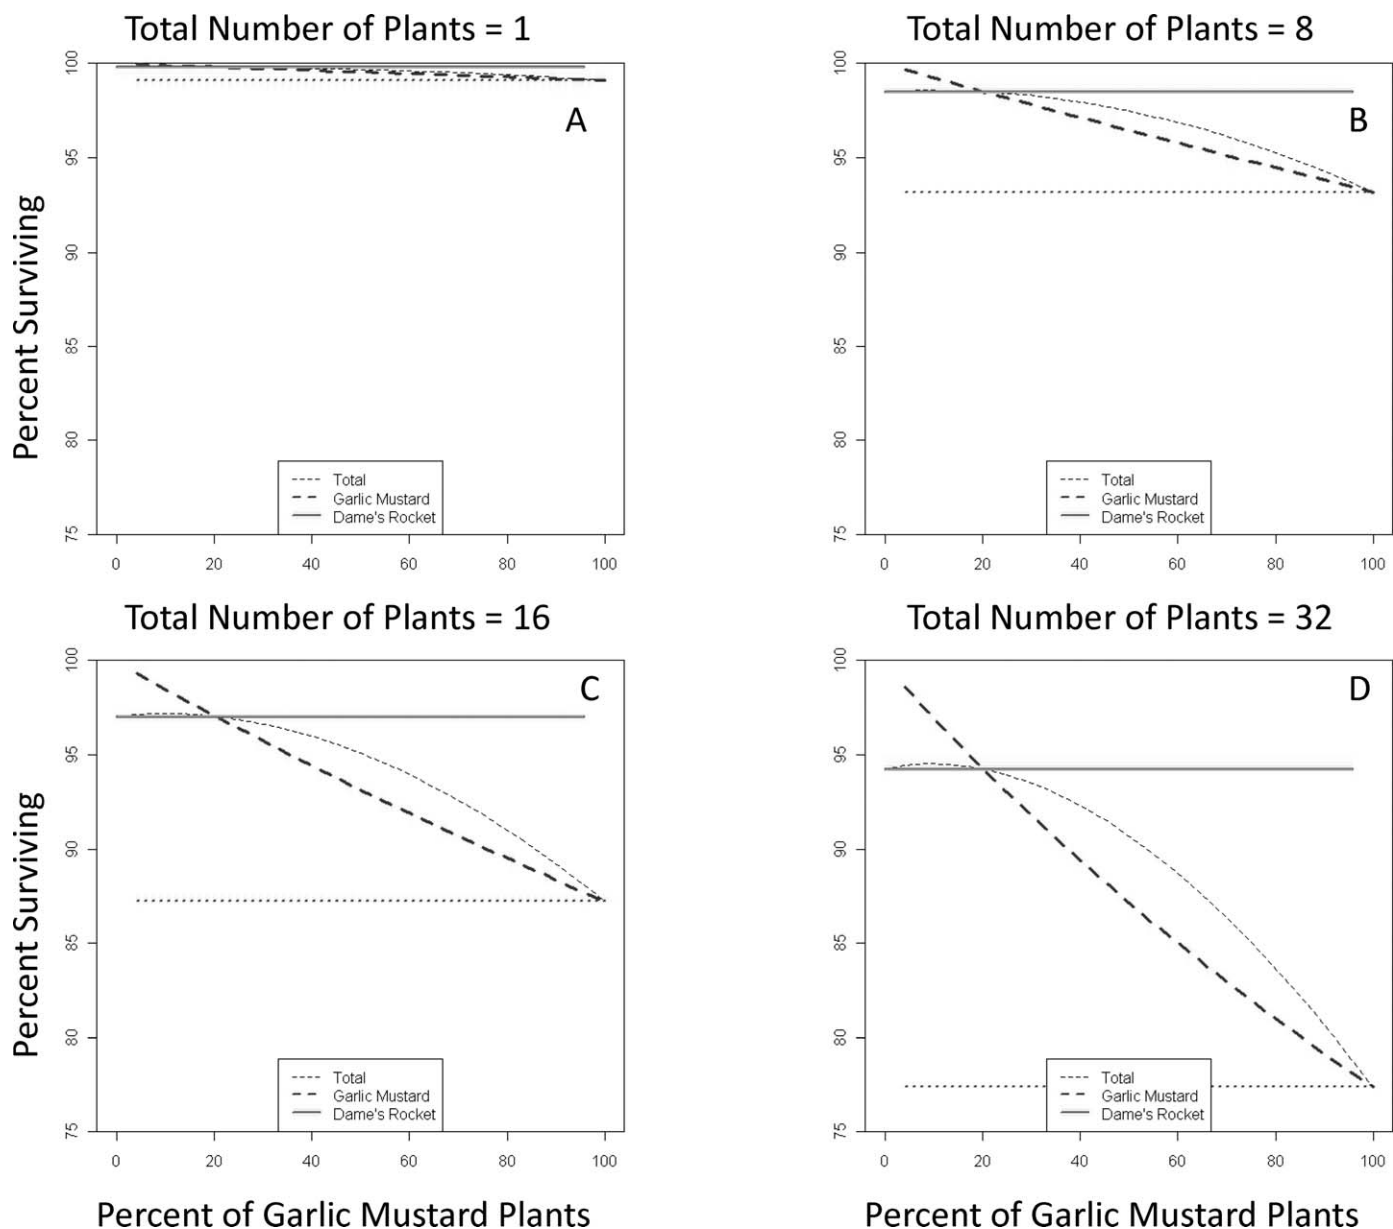 Total Number of Plants = 1
100
95
90
85
80
75
Percent Surviving
A
Total
Garlic Mustard
Dame's Rocket
0 20 40 60 80 100
Total Number of Plants = 8
100
95
90
85
80
75
B
Total
Garlic Mustard
Dame's Rocket
0 20 40 60 80 100
Total Number of Plants = 16
100
95
90
85
80
75
Percent Surviving
C
Total
Garlic Mustard
Dame's Rocket
0 20 40 60 80 100
Percent of Garlic Mustard Plants
Total Number of Plants = 32
100
95
90
85
80
75
D
Total
Garlic Mustard
Dame's Rocket
0 20 40 60 80 100
Percent of Garlic Mustard Plants